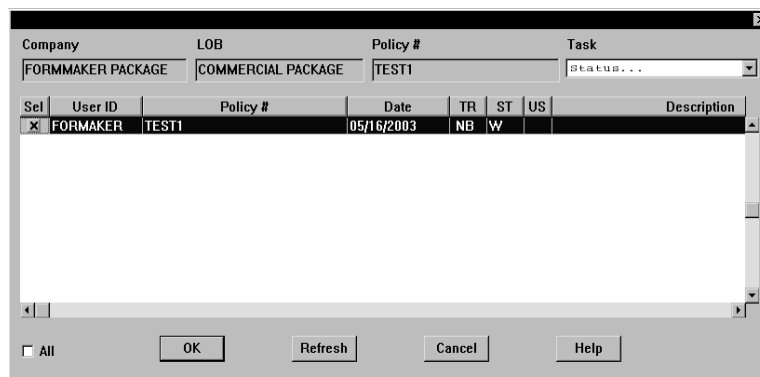 Company LOB Policy # Task
FORMMAKER PACKAGE COMMERCIAL PACKAGE TEST1 Status...
Sel User ID Policy # Date TR ST US Description
X FORMAKER TEST1 05/16/2003 NB W
All OK Refresh Cancel Help